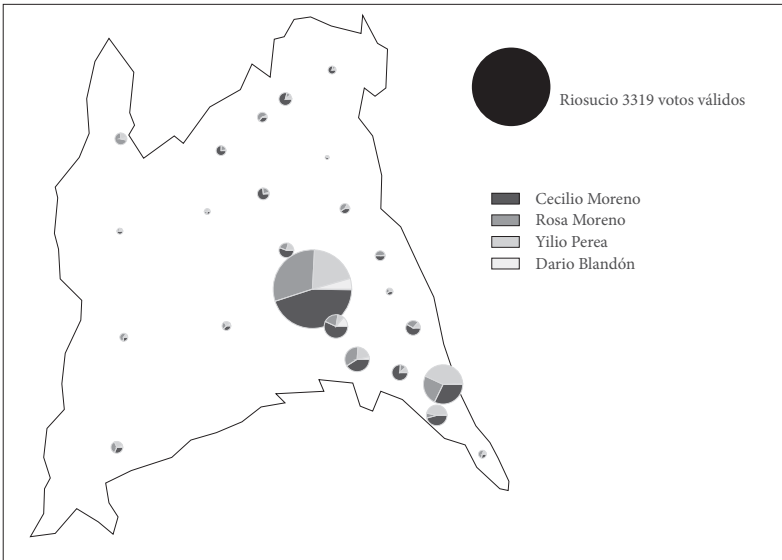 Riosucio 3319 votos válidos
Cecilio Moreno
Rosa Moreno
Yilio Perea
Dario Blandón